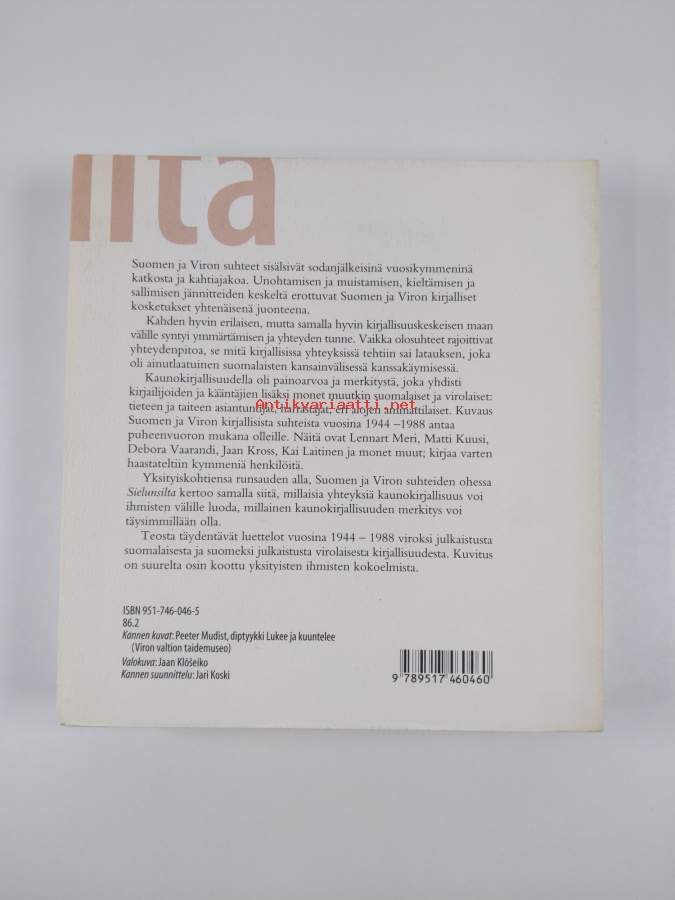 lita
Suomen ja Viron suhteet sisälsivät sodanjälkeisinä vuosikymmeninä
katkosta ja kahtiajakoa. Unohtamisen ja muistamisen, kieltämisen ja
sallimisen jännitteiden keskeltä erottuvat Suomen ja Viron kirjalliset
kosketukset yhtenäisenä juonteena.
Kahden hyvin erilaisen, mutta samalla hyvin kirjallisuuskeskeisen maan
välille syntyi ymmärtämisen ja yhteyden tunne. Vaikka olosuhteet rajoittivat
yhteydenpitoa, se mitä kirjallisissa yhteyksissä tehtiin sai latauksen, joka
oli ainutlaatuinen suomalaisten kansainvälisessä kanssakäymisessä.
Kaunokirjallisuudella oli painoarvoa ja merkitystä, joka yhdisti
kirjailijoiden ja kääntäjien lisäksi monet muutkin suomalaiset ja virolaiset:
tieteen ja taiteen asiantuntijat, harrastajat, eri alojen ammattilaiset. Kuvaus
Antikvariaatti.net
Suomen ja Viron kirjallisista suhteista vuosina 1944 –1988 antaa
puheenvuoron mukana olleille. Näitä ovat Lennart Meri, Matti Kuusi,
Debora Vaarandi, Jaan Kross, Kai Laitinen ja monet muut; kirjaa varten
haastateltiin kymmeniä henkilöitä.
Yksityiskohtiensa runsauden alla, Suomen ja Viron suhteiden ohessa
Sielunsilta kertoo samalla siitä, millaisia yhteyksiä kaunokirjallisuus voi
ihmisten välille luoda, millainen kaunokirjallisuuden merkitys voi
täysimmillään olla.
Teosta täydentävät luettelot vuosina 1944 – 1988 viroksi julkaistusta
suomalaisesta ja suomeksi julkaistusta virolaisesta kirjallisuudesta. Kuvitus
on suurelta osin koottu yksityisten ihmisten kokoelmista.
ISBN 951-746-046-5
86.2
Kannen kuvat: Peeter Mudist, diptyykki Lukee ja kuuntelee
(Viron valtion taidemuseo)
Valokuva: Jaan Klõšeiko
Kannen suunnittelu: Jari Koski
9 789517 460460